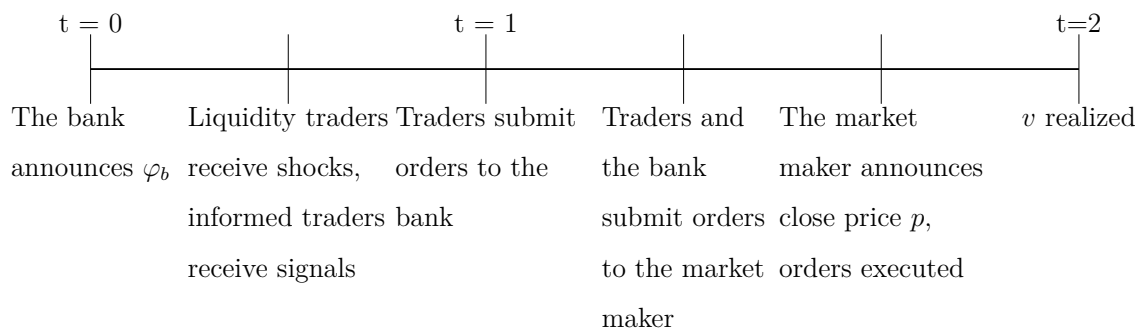 t = 0
t = 1
t=2
The bank
announces φ_b
Liquidity traders
receive shocks,
informed traders
receive signals
Traders submit
orders to the
bank
Traders and
the bank
submit orders
to the market
maker
The market
maker announces
close price p,
orders executed
v realized